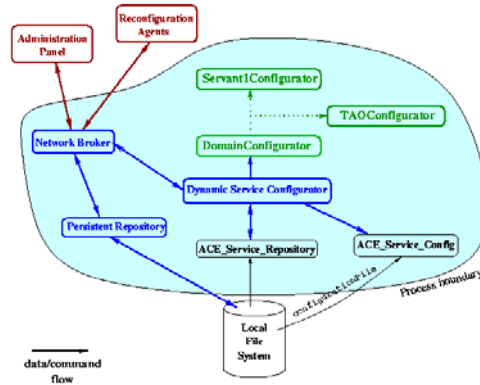 Reconfiguration
Agents
Administration
Panel
Servant1Configurator
TAOConfigurator
Network Broker
DomainConfigurator
Dynamic Service Configurator
Persistent Repository
ACE_Service_Repository
ACE_Service_Config
configurationFile
Process boundary
Local
File
System
data/command
flow